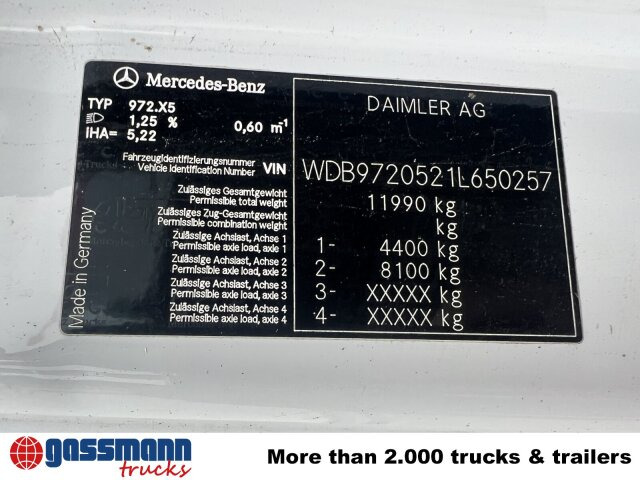 Mercedes-Benz
TYP 972.X5
1,25 % 0,60 m⁻¹
IHA= 5,22
Fahrzeugidentifizierungsnummer
Vehicle Identification Number VIN
Zulässiges Gesamtgewicht
Permissible total weight
Zulässiges Zug-Gesamtgewicht
Permissible combination weight
Zulässige Achslast, Achse 1
Permissible axle load, axle 1
Zulässige Achslast, Achse 2
Permissible axle load, axle 2
Zulässige Achslast, Achse 3
Permissible axle load, axle 3
Zulässige Achslast, Achse 4
Permissible axle load, axle 4
Made in Germany
DAIMLER AG
WDB9720521L650257
11990 kg
kg
1- 4400 kg
2- 8100 kg
3- XXXXX kg
4- XXXXX kg
gassmann
trucks
More than 2.000 trucks & trailers